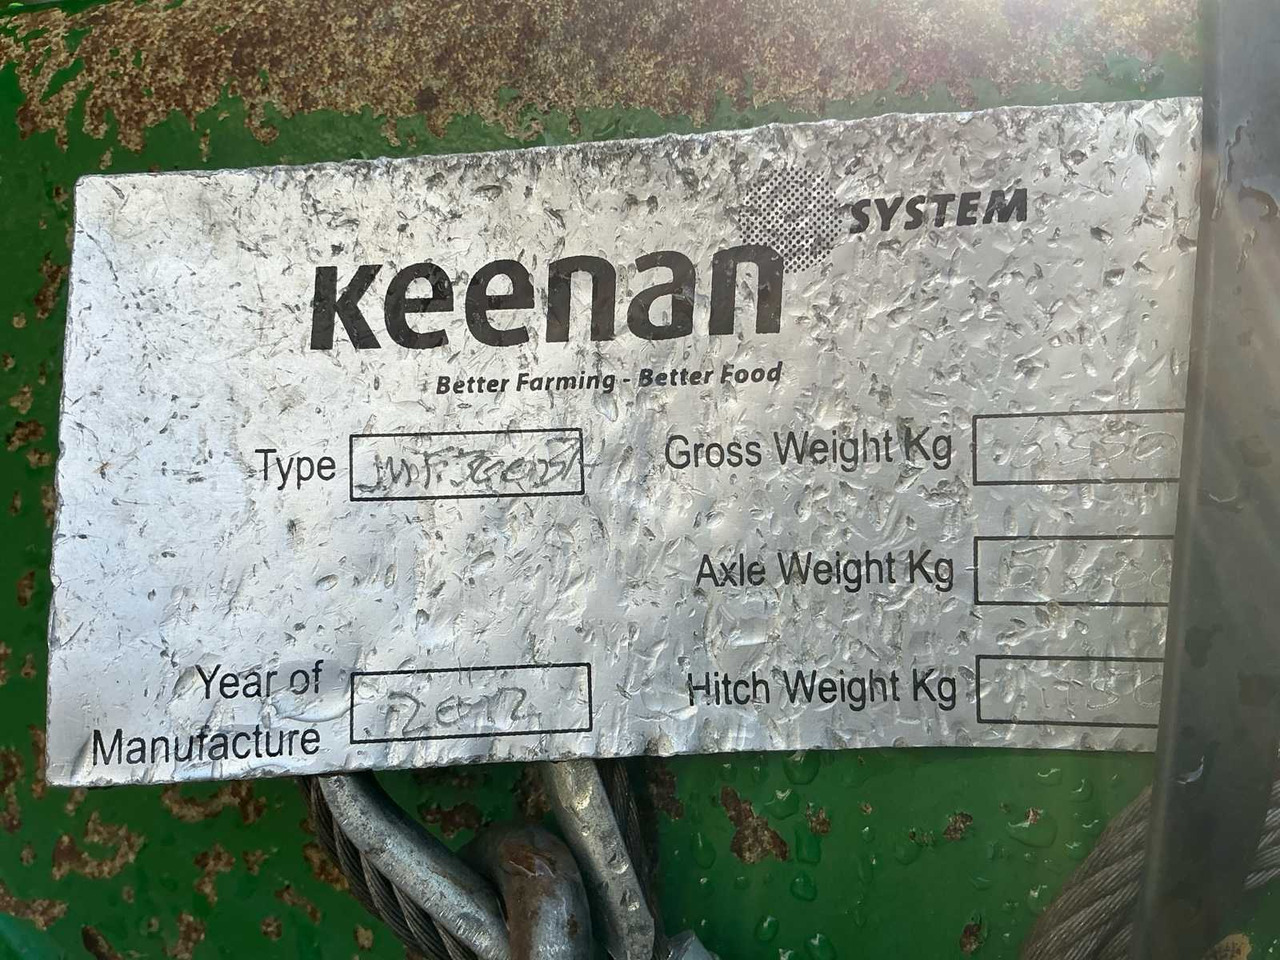 keenan SYSTEM
Better Farming - Better Food
Type
Gross Weight Kg
Axle Weight Kg
Year of
Manufacture 2012
Hitch Weight Kg